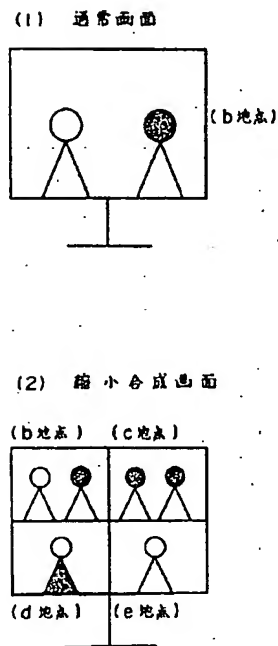 (1) 通常画面
(b地点)
(2) 縮小合成画面
(b地点) (c地点)
(d地点) (e地点)